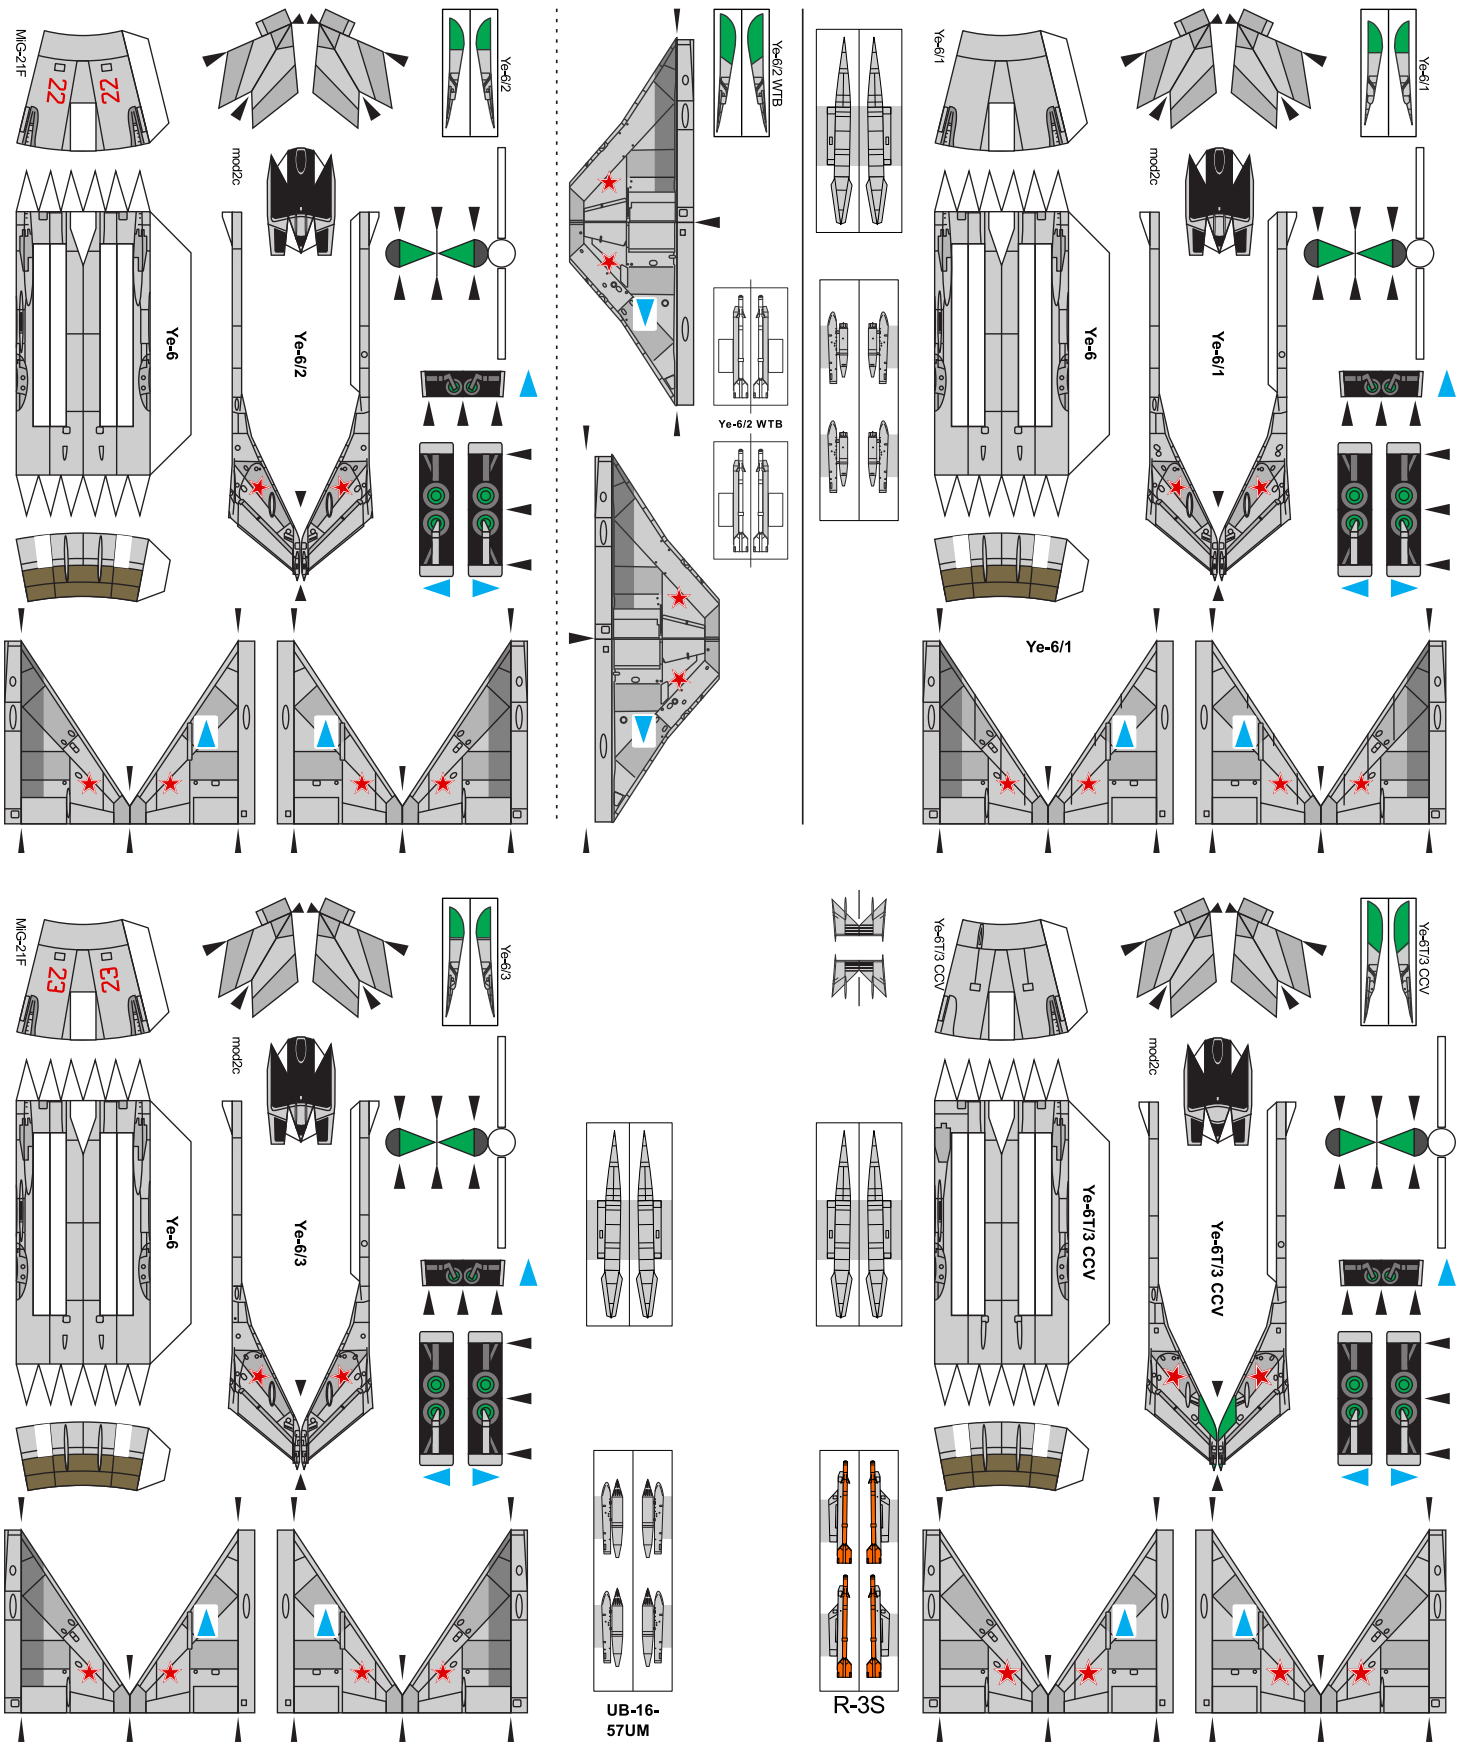 MiG-21F
22
22
Ye-6/2
mod2c
Ye-6
Ye-6/2
Ye-6/2 WTB
Ye-6/2 WTB
Ye-6/1
Ye-6/1
mod2c
Ye-6
Ye-6/1
Ye-6/1
MiG-21F
23
23
Ye-6/3
mod2c
Ye-6
Ye-6/3
UB-16-
57UM
R-3S
Ye-6T/3 CCV
Ye-6T/3 CCV
mod2c
Ye-6T/3 CCV
Ye-6T/3 CCV